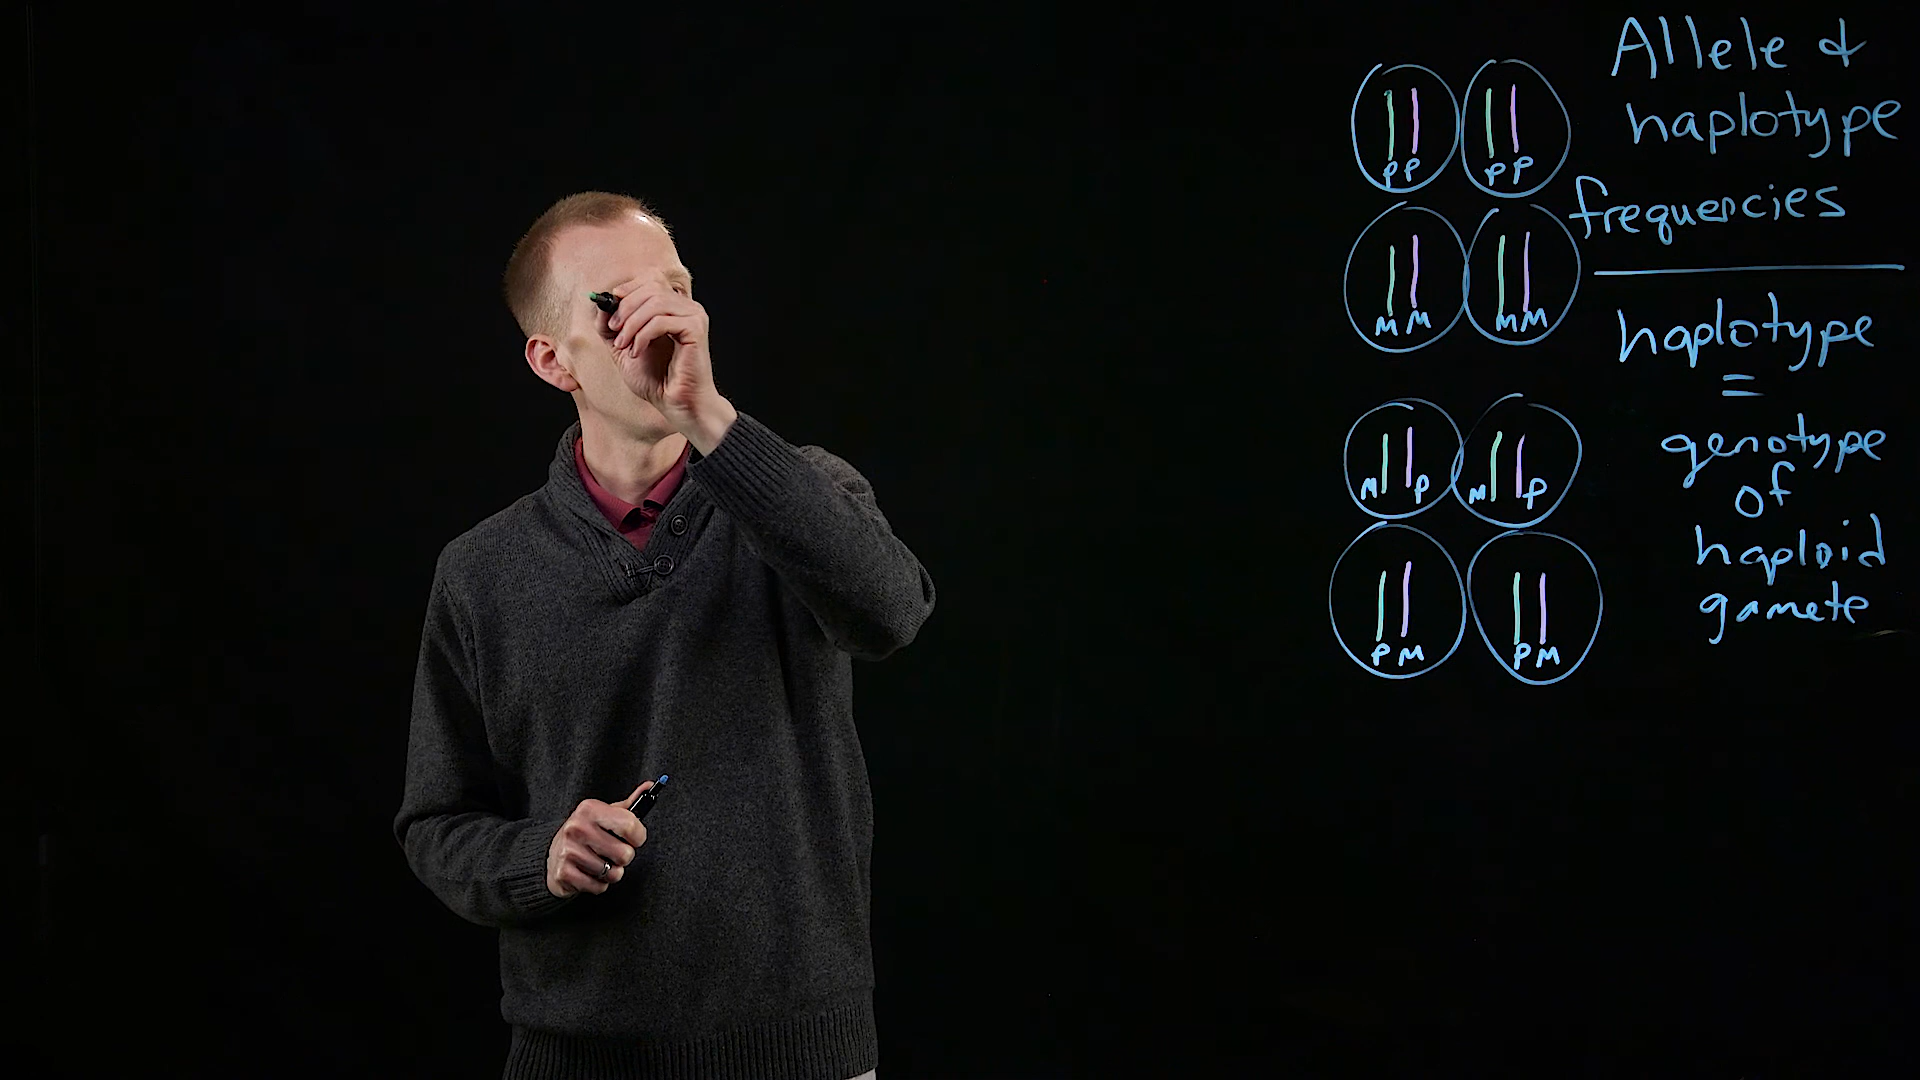 Allele &
haplotype
frequencies
haplotype
=
genotype
of
haploid
gamete
PP PP
MM MM
M P M P
PM PM